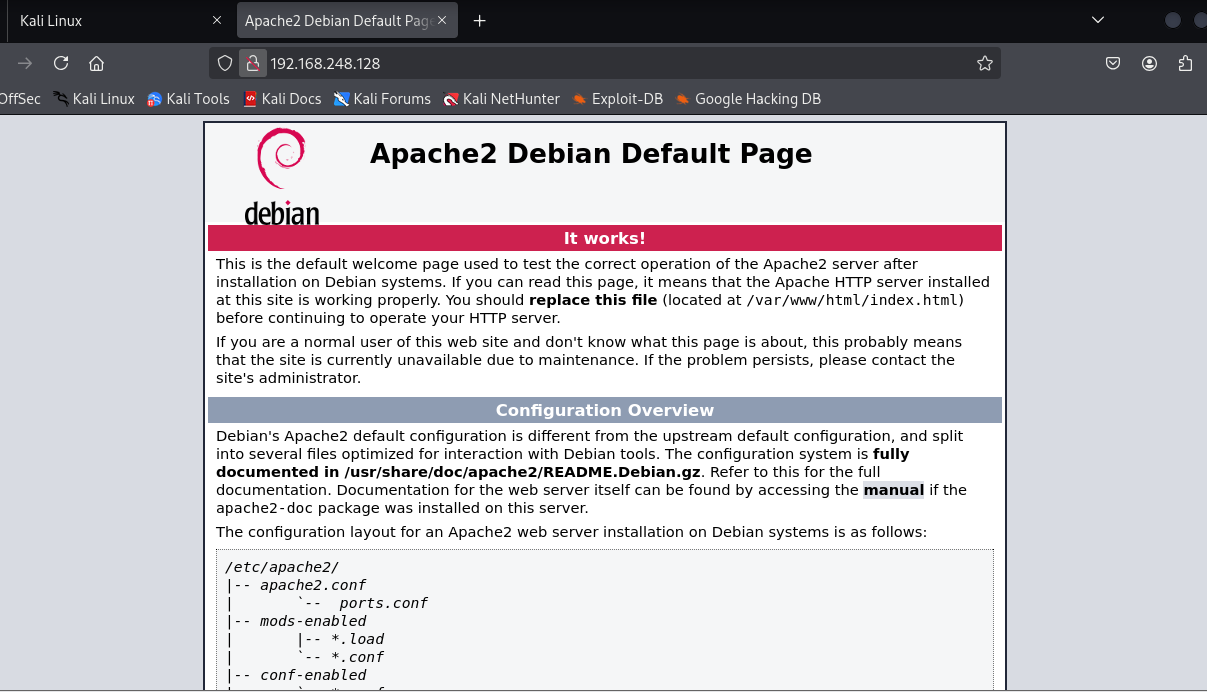 Kali Linux
Apache2 Debian Default Pag
192.168.248.128
OffSec Kali Linux Kali Tools Kali Docs Kali Forums Kali NetHunter Exploit-DB Google Hacking DB
debian
Apache2 Debian Default Page
It works!
This is the default welcome page used to test the correct operation of the Apache2 server after
installation on Debian systems. If you can read this page, it means that the Apache HTTP server installed
at this site is working properly. You should replace this file (located at /var/www/html/index.html)
before continuing to operate your HTTP server.
If you are a normal user of this web site and don't know what this page is about, this probably means
that the site is currently unavailable due to maintenance. If the problem persists, please contact the
site's administrator.
Configuration Overview
Debian's Apache2 default configuration is different from the upstream default configuration, and split
into several files optimized for interaction with Debian tools. The configuration system is fully
documented in /usr/share/doc/apache2/README.Debian.gz. Refer to this for the full
documentation. Documentation for the web server itself can be found by accessing the manual if the
apache2-doc package was installed on this server.
The configuration layout for an Apache2 web server installation on Debian systems is as follows:
/etc/apache2/
|-- apache2.conf
|       `--  ports.conf
|-- mods-enabled
|       |-- *.load
|       `-- *.conf
|-- conf-enabled